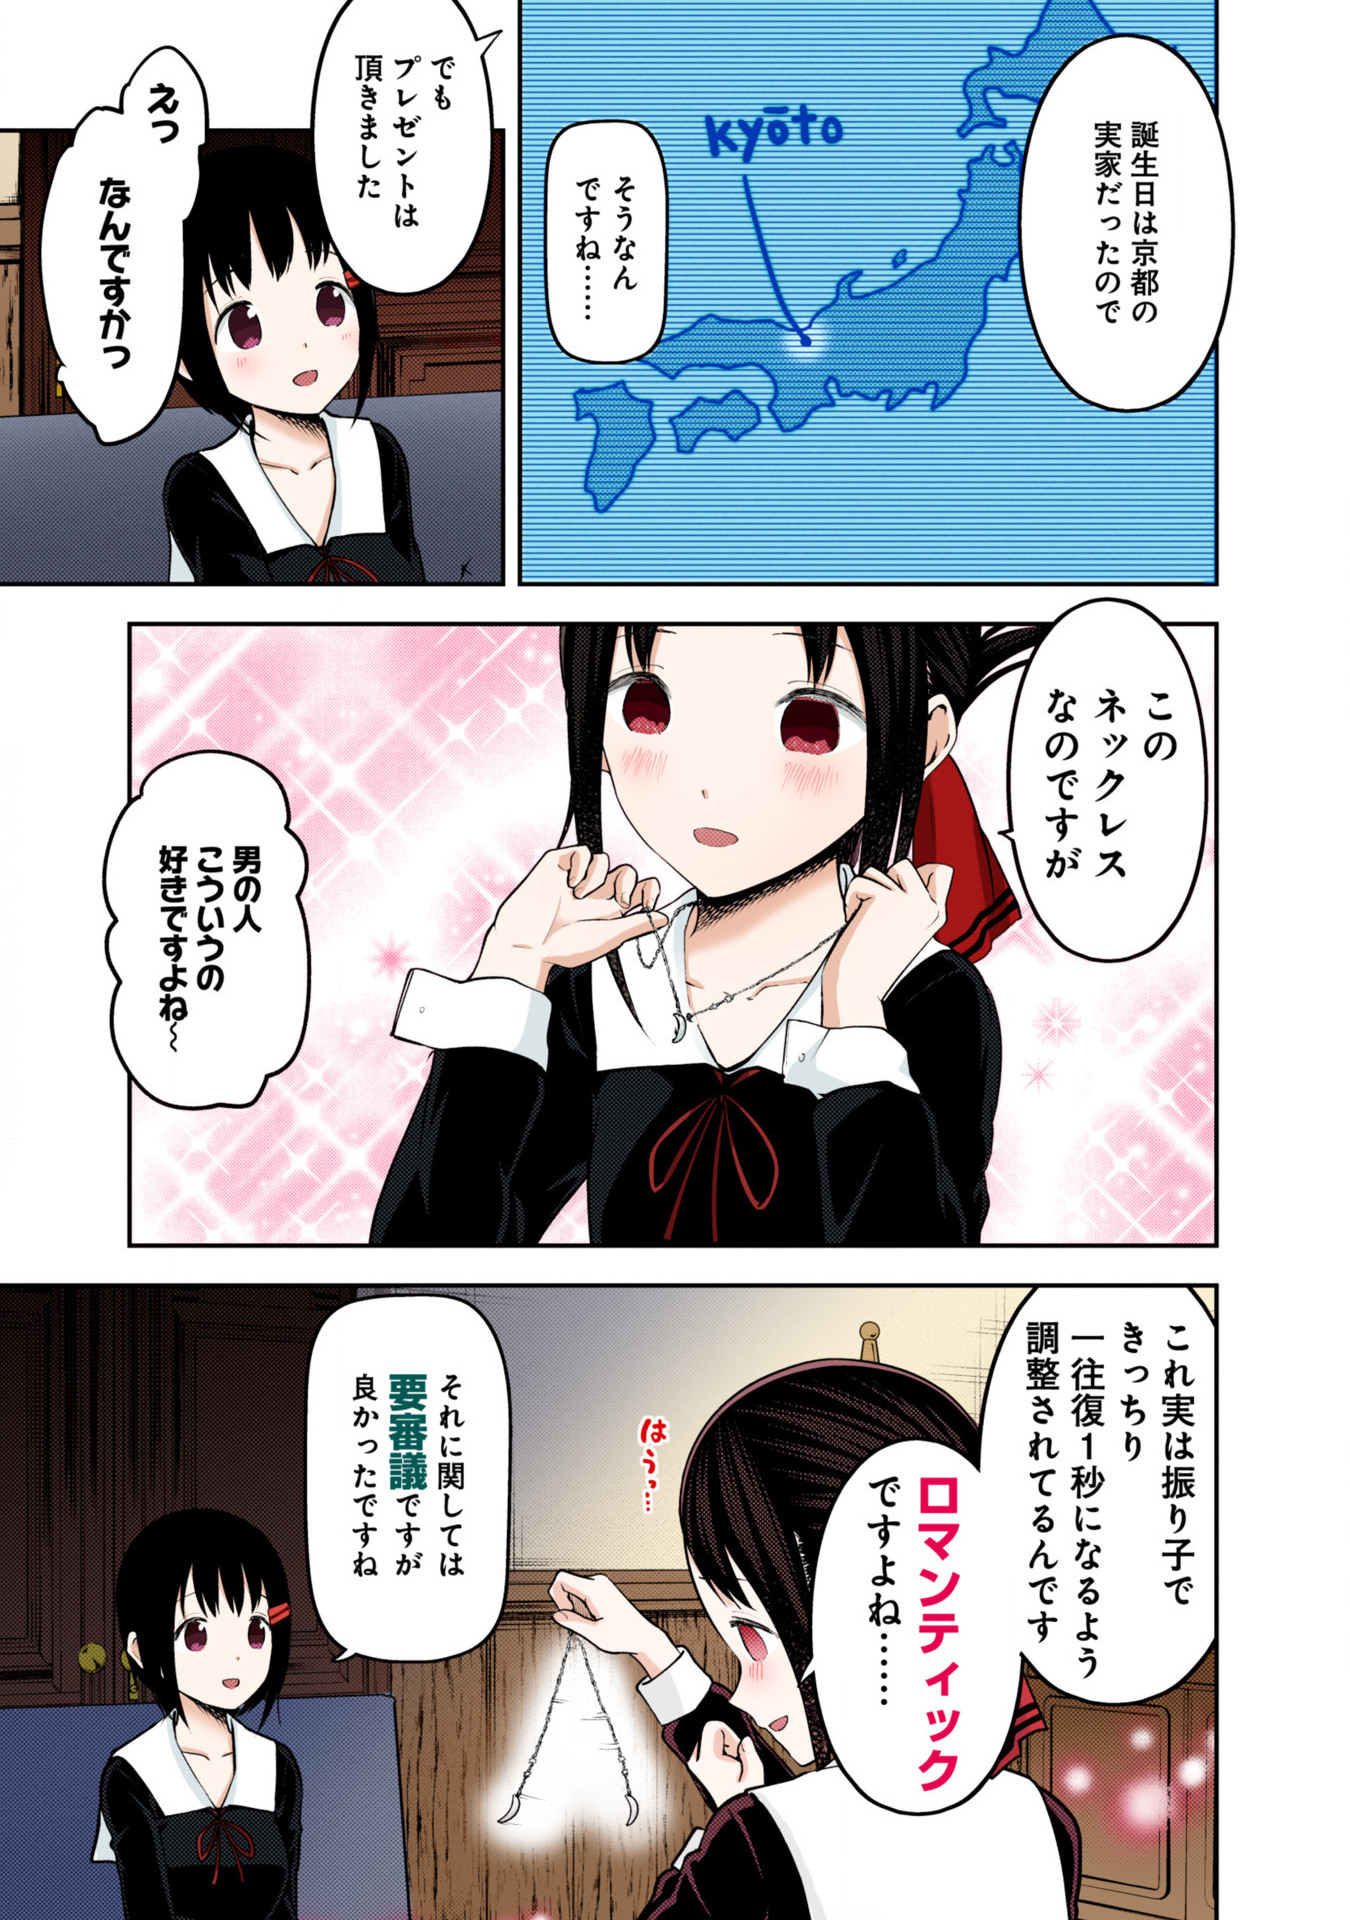 誕生日は京都の
実家だったので
kyōto
そうなん
ですね……
でも
プレゼントは
頂きました
えっ
なんですかっ
この
ネックレス
なのですが
男の人
こういうの
好きですよね～
これ実は振り子で
きっちり
一往復1秒になるよう
調整されてるんです
ロマンティック
ですよね……
はうっ…
それに関しては
要審議ですが
良かったですね